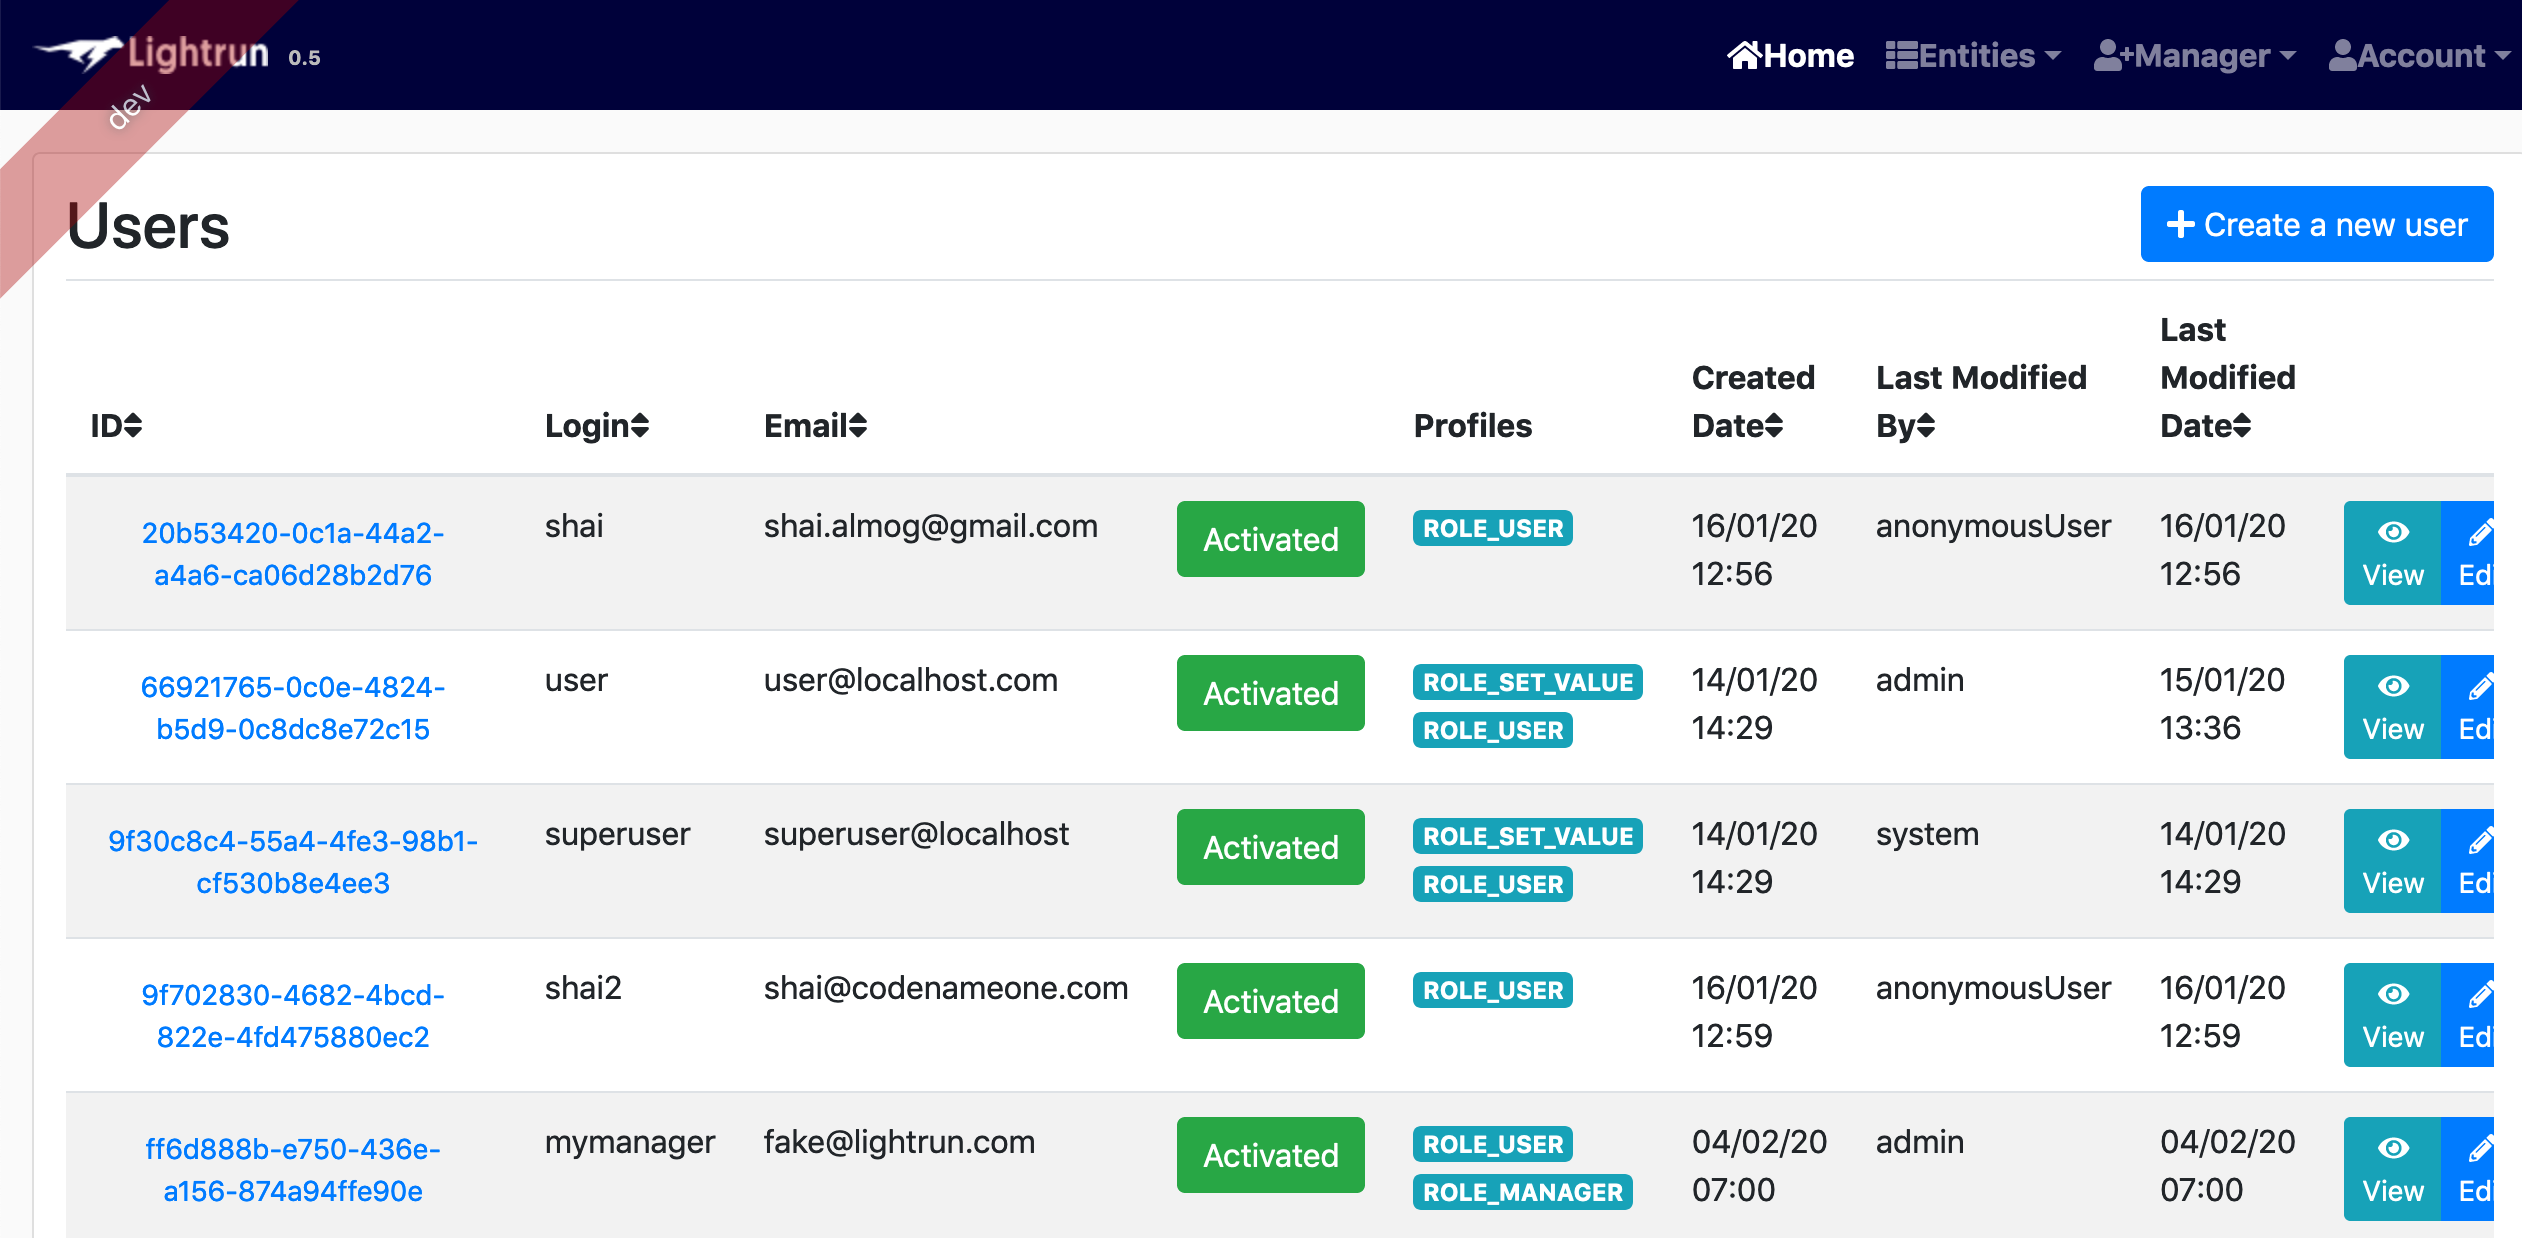 Lightrun 0.5 Home Entities Manager Account
dev
Users
Create a new user
Last
Created Last Modified Modified
ID Login Email Profiles Date By Date
20b53420-0c1a-44a2- shai shai.almog@gmail.com Activated ROLE_USER 16/01/20 anonymousUser 16/01/20
a4a6-ca06d28b2d76 12:56 12:56 View Edi
66921765-0c0e-4824- user user@localhost.com Activated ROLE_SET_VALUE 14/01/20 admin 15/01/20
b5d9-0c8dc8e72c15 ROLE_USER 14:29 13:36 View Edi
9f30c8c4-55a4-4fe3-98b1- superuser superuser@localhost Activated ROLE_SET_VALUE 14/01/20 system 14/01/20
cf530b8e4ee3 ROLE_USER 14:29 14:29 View Edi
9f702830-4682-4bcd- shai2 shai@codenameone.com Activated ROLE_USER 16/01/20 anonymousUser 16/01/20
822e-4fd475880ec2 12:59 12:59 View Edi
ff6d888b-e750-436e- mymanager fake@lightrun.com Activated ROLE_USER 04/02/20 admin 04/02/20
a156-874a94ffe90e ROLE_MANAGER 07:00 07:00 View Edi